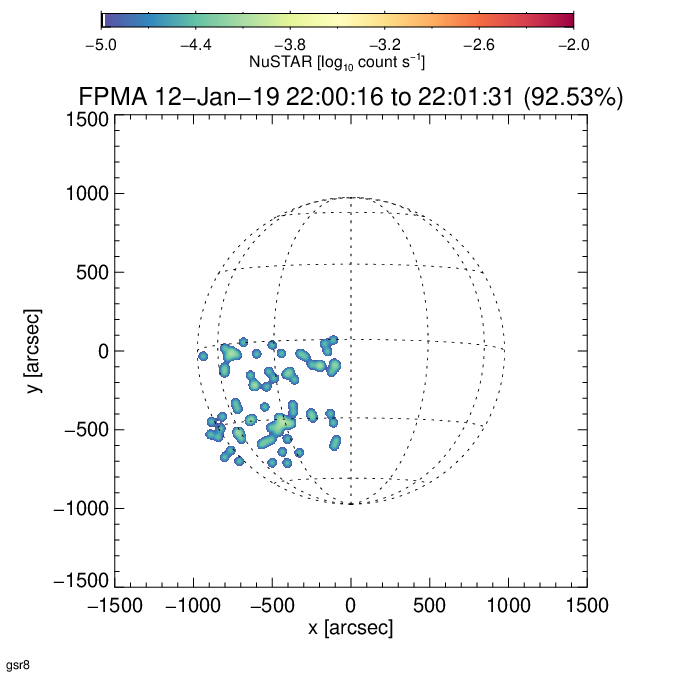 −5.0 −4.4 −3.8 −3.2 −2.6 −2.0
NuSTAR [log₁₀ count s⁻¹]
FPMA 12−Jan−19 22:00:16 to 22:01:31 (92.53%)
1500
1000
500
0
−500
−1000
−1500
y [arcsec]
−1500 −1000 −500 0 500 1000 1500
x [arcsec]
gsr8